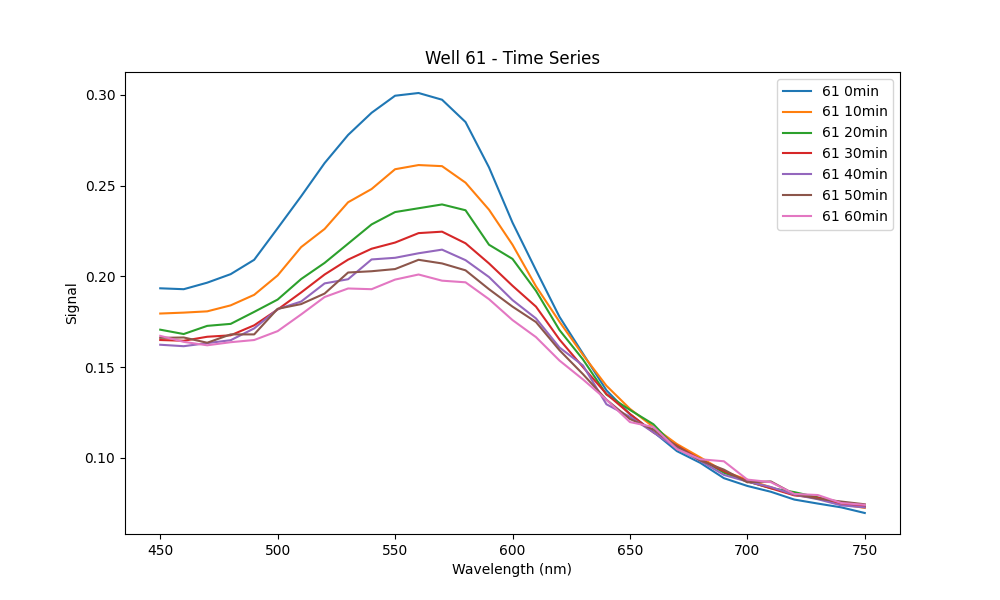 Well 61 - Time Series
Signal
0.30
0.25
0.20
0.15
0.10
61 0min
61 10min
61 20min
61 30min
61 40min
61 50min
61 60min
450 500 550 600 650 700 750
Wavelength (nm)